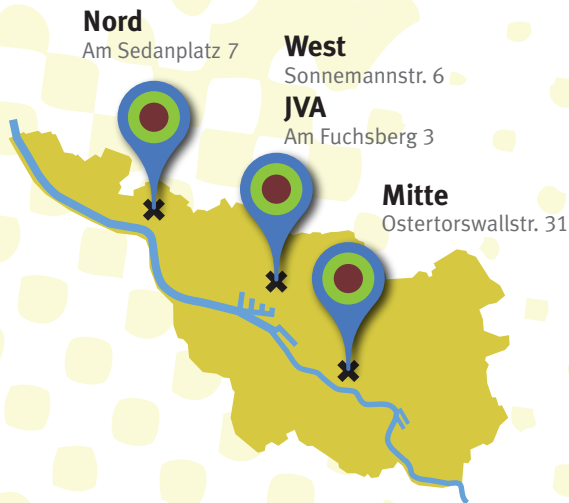 Nord
Am Sedanplatz 7
West
Sonnemannstr. 6
JVA
Am Fuchsberg 3
Mitte
Ostertorswallstr. 31